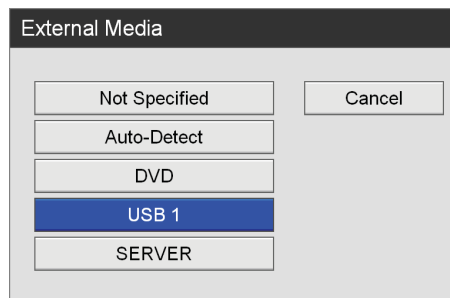 External Media
Not Specified
Cancel
Auto-Detect
DVD
USB 1
SERVER